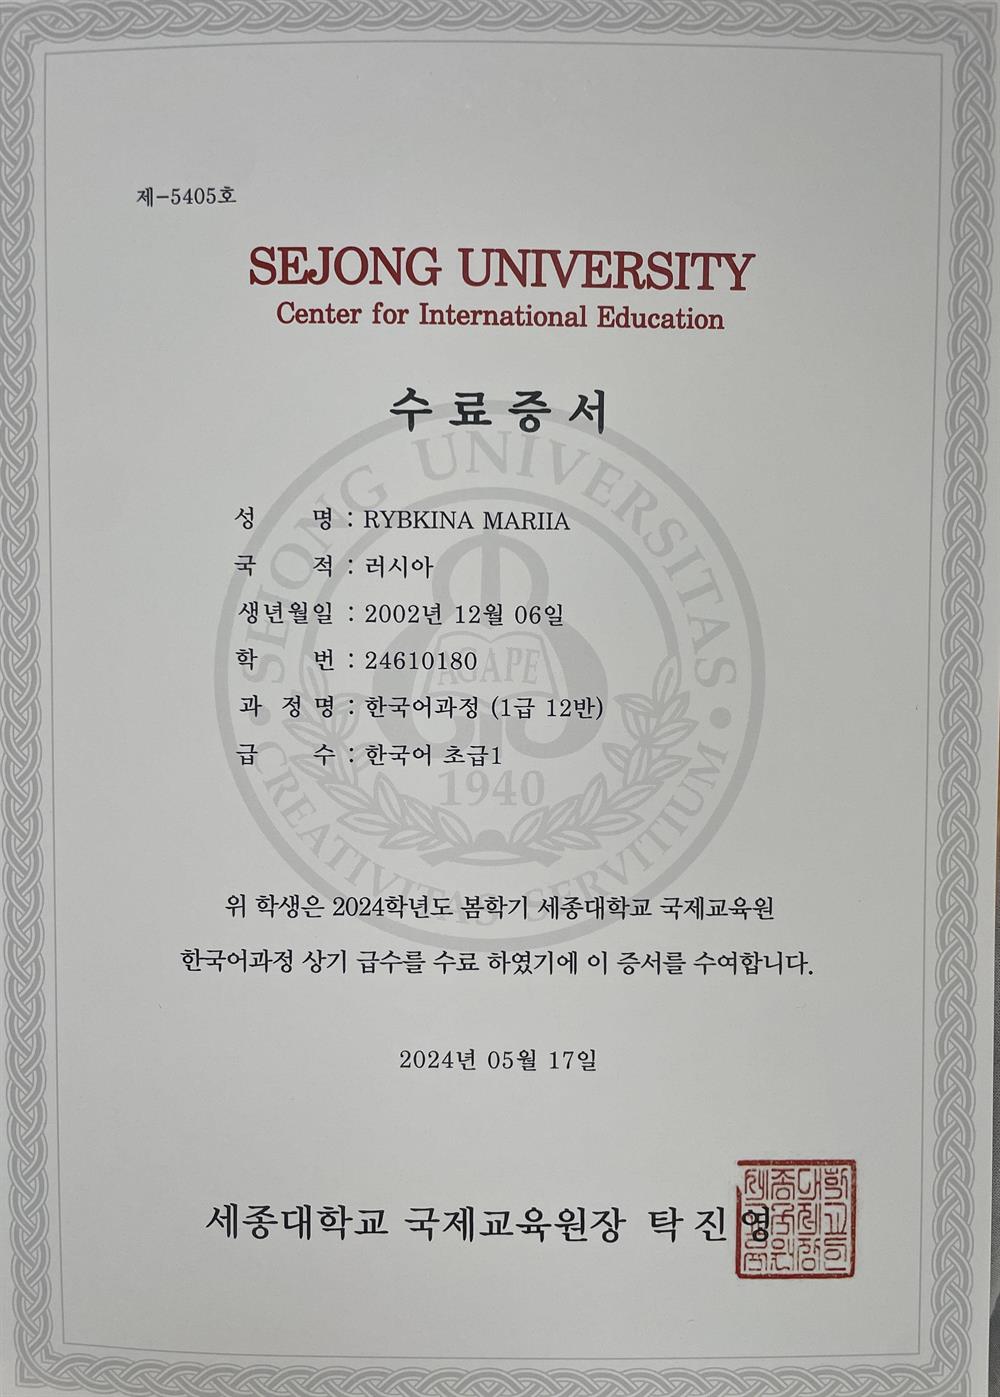 제-5405호
SEJONG UNIVERSITY
Center for International Education
수료증서
성 명 : RYBKINA MARIIA
국 적 : 러시아
생년월일 : 2002년 12월 06일
학 번 : 24610180
과 정 명 : 한국어과정 (1급 12반)
급 수 : 한국어 초급1
SEJONG UNIVERSITAS
AGAPE
1940
CREATIVITAS SERVITIUM
위 학생은 2024학년도 봄학기 세종대학교 국제교육원
한국어과정 상기 급수를 수료 하였기에 이 증서를 수여합니다.
2024년 05월 17일
세종대학교 국제교육원장 탁진영